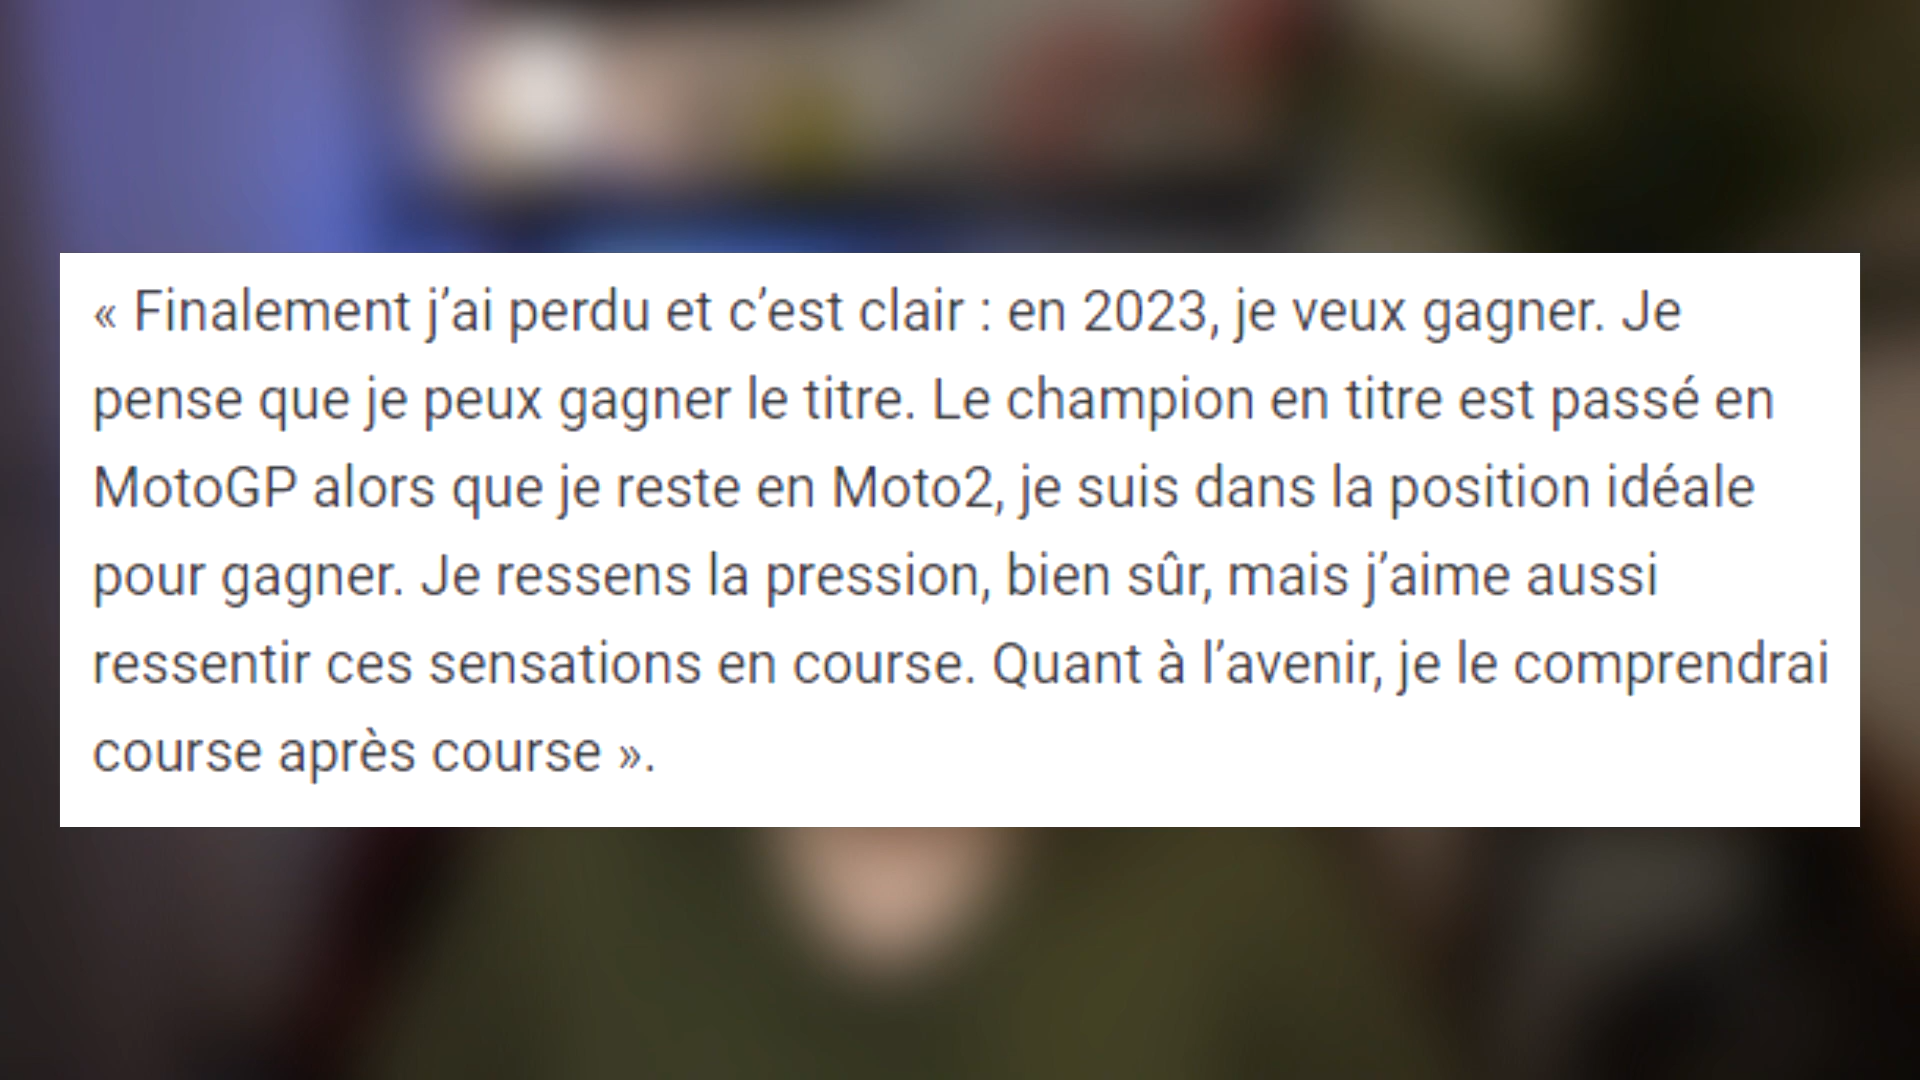 « Finalement j’ai perdu et c’est clair : en 2023, je veux gagner. Je
pense que je peux gagner le titre. Le champion en titre est passé en
MotoGP alors que je reste en Moto2, je suis dans la position idéale
pour gagner. Je ressens la pression, bien sûr, mais j’aime aussi
ressentir ces sensations en course. Quant à l’avenir, je le comprendrai
course après course ».